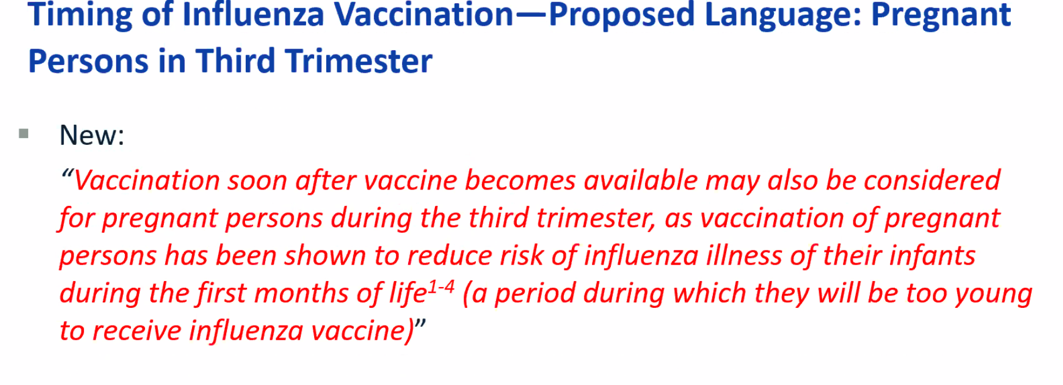 Timing of Influenza Vaccination—Proposed Language: Pregnant
Persons in Third Trimester
▪ New:
“Vaccination soon after vaccine becomes available may also be considered
for pregnant persons during the third trimester, as vaccination of pregnant
persons has been shown to reduce risk of influenza illness of their infants
during the first months of life1-4 (a period during which they will be too young
to receive influenza vaccine)”